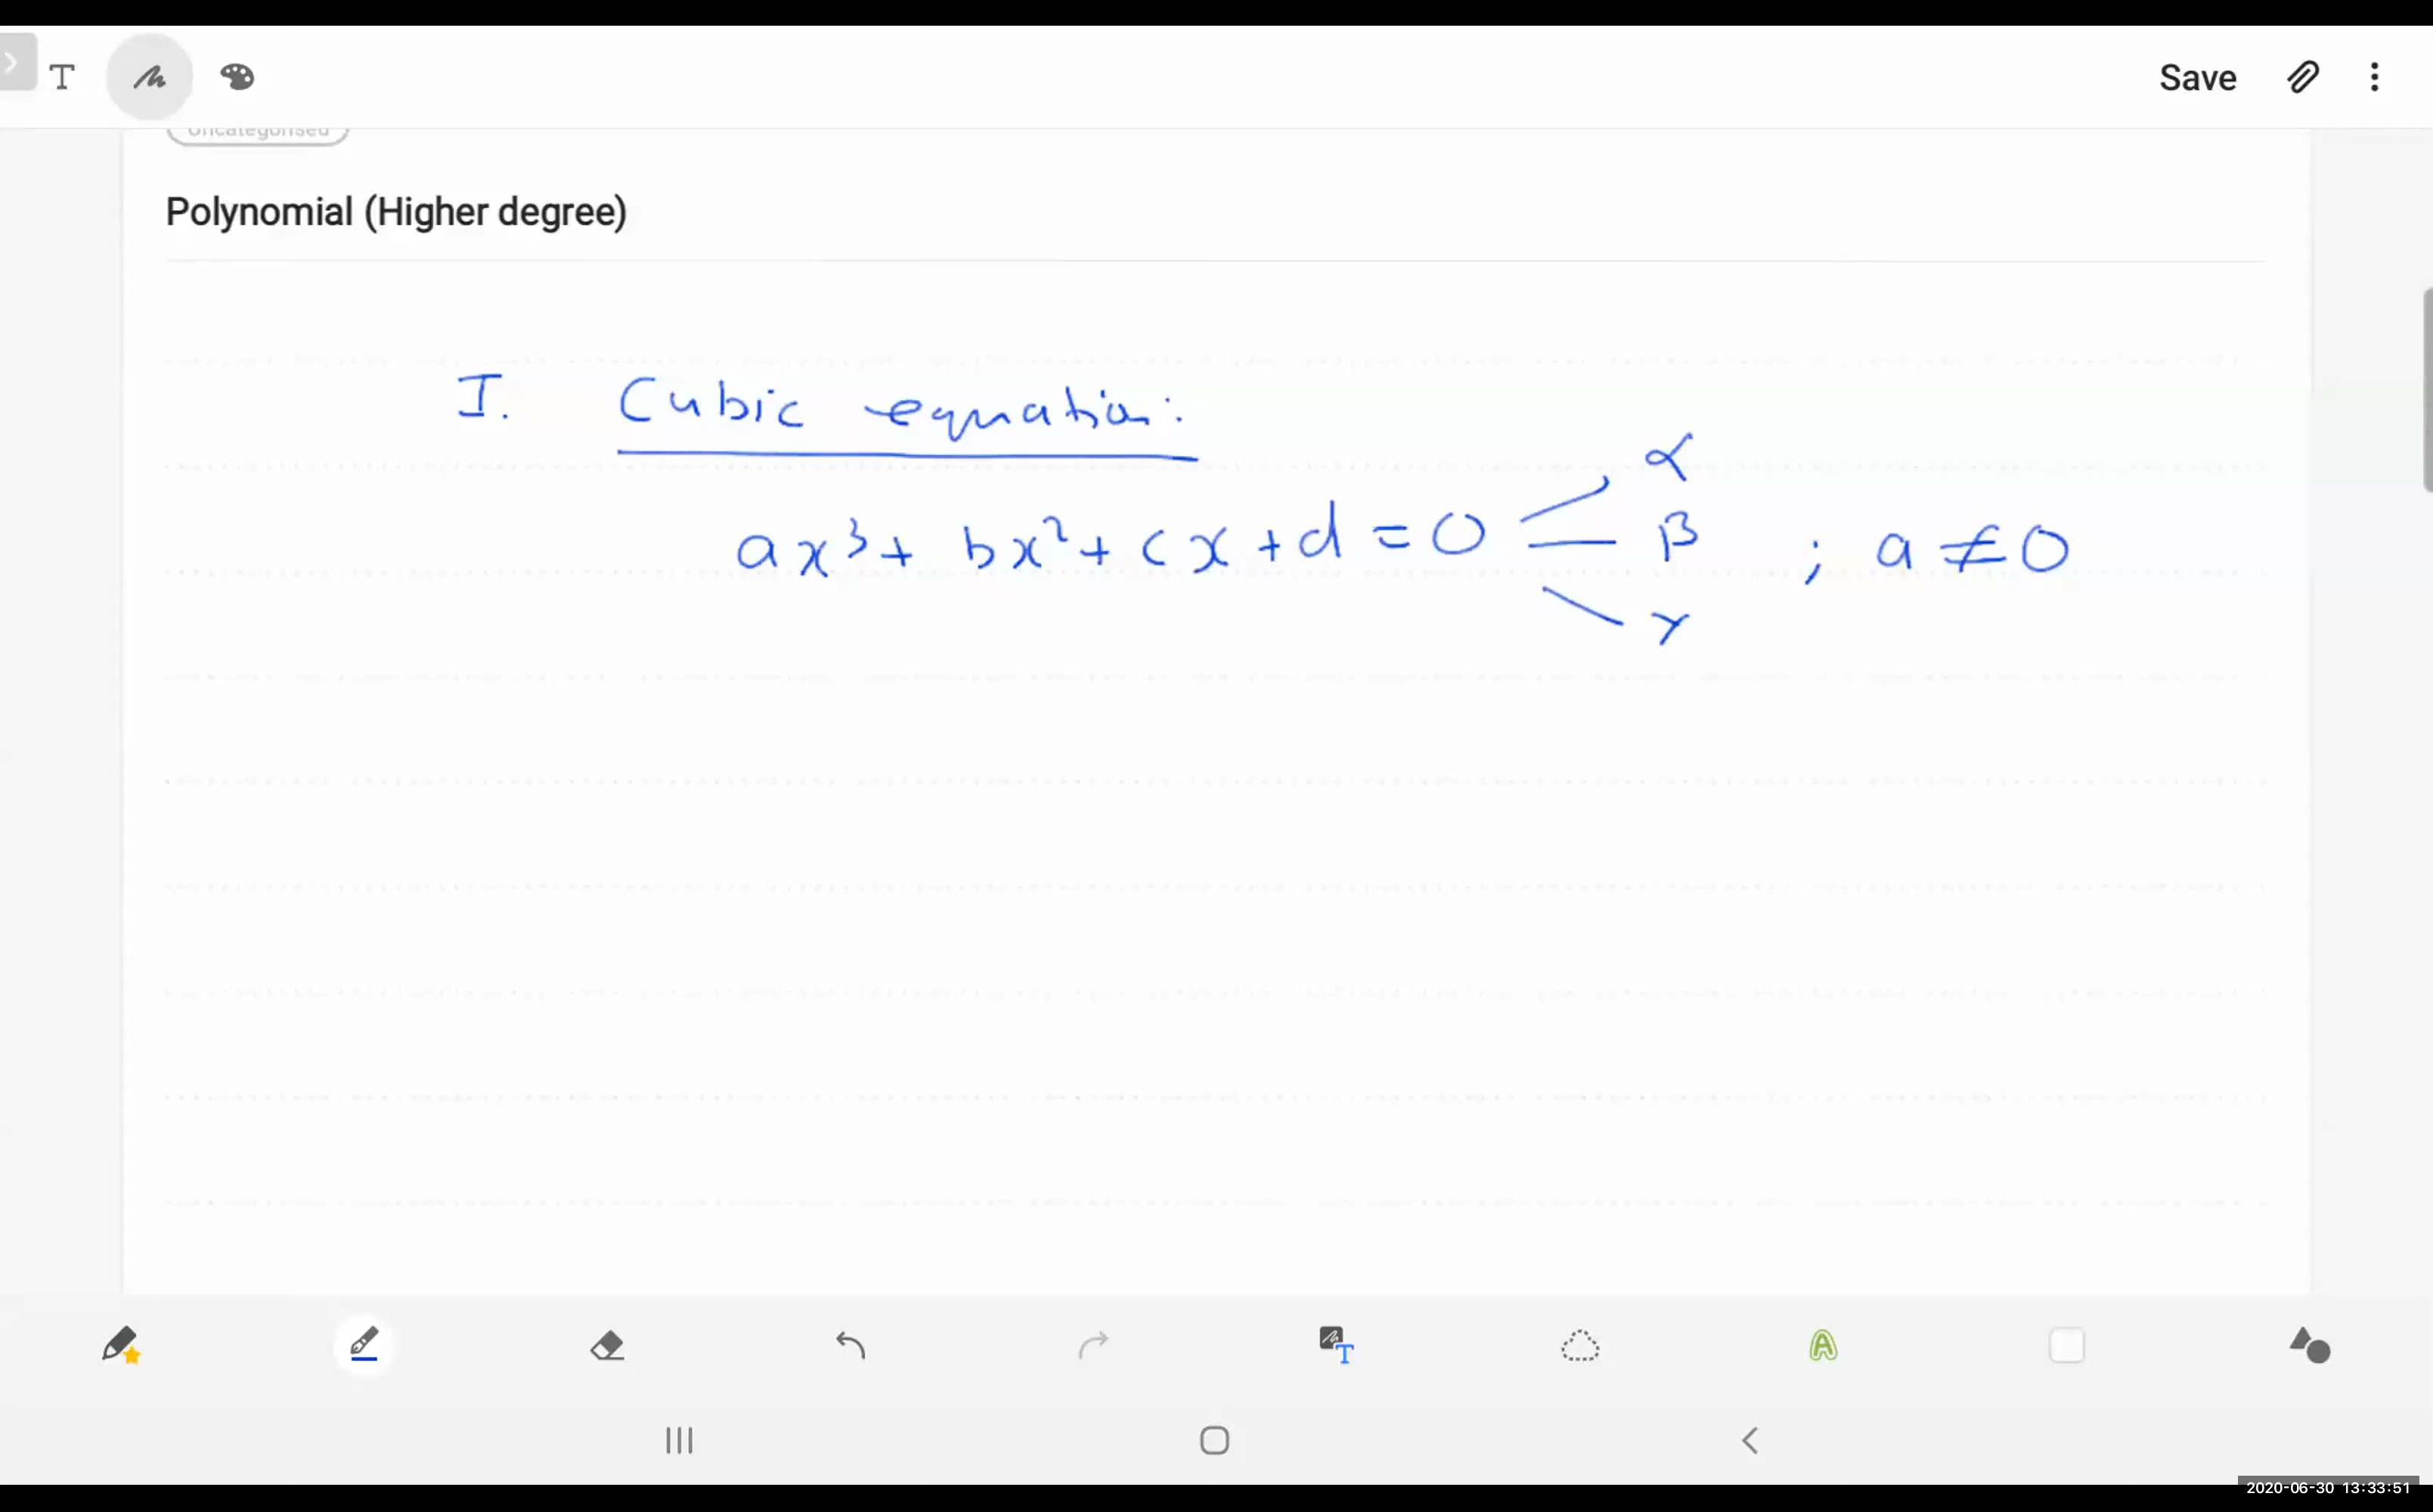 T
Save
Uncategorised
Polynomial (Higher degree)
I. Cubic equation:
α
ax³ + bx² + cx + d = 0 β ; a ≠ 0
γ
T
A
2020-06-30 13:33:51